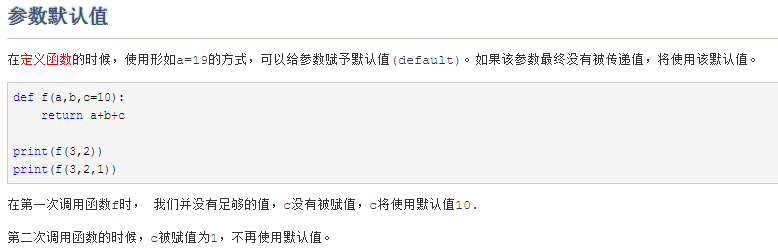 参数默认值
在定义函数的时候，使用形如a=19的方式，可以给参数赋予默认值(default)。如果该参数最终没有被传递值，将使用该默认值。
def f(a,b,c=10):
    return a+b+c
print(f(3,2))
print(f(3,2,1))
在第一次调用函数f时， 我们并没有足够的值，c没有被赋值，c将使用默认值10.
第二次调用函数的时候，c被赋值为1，不再使用默认值。